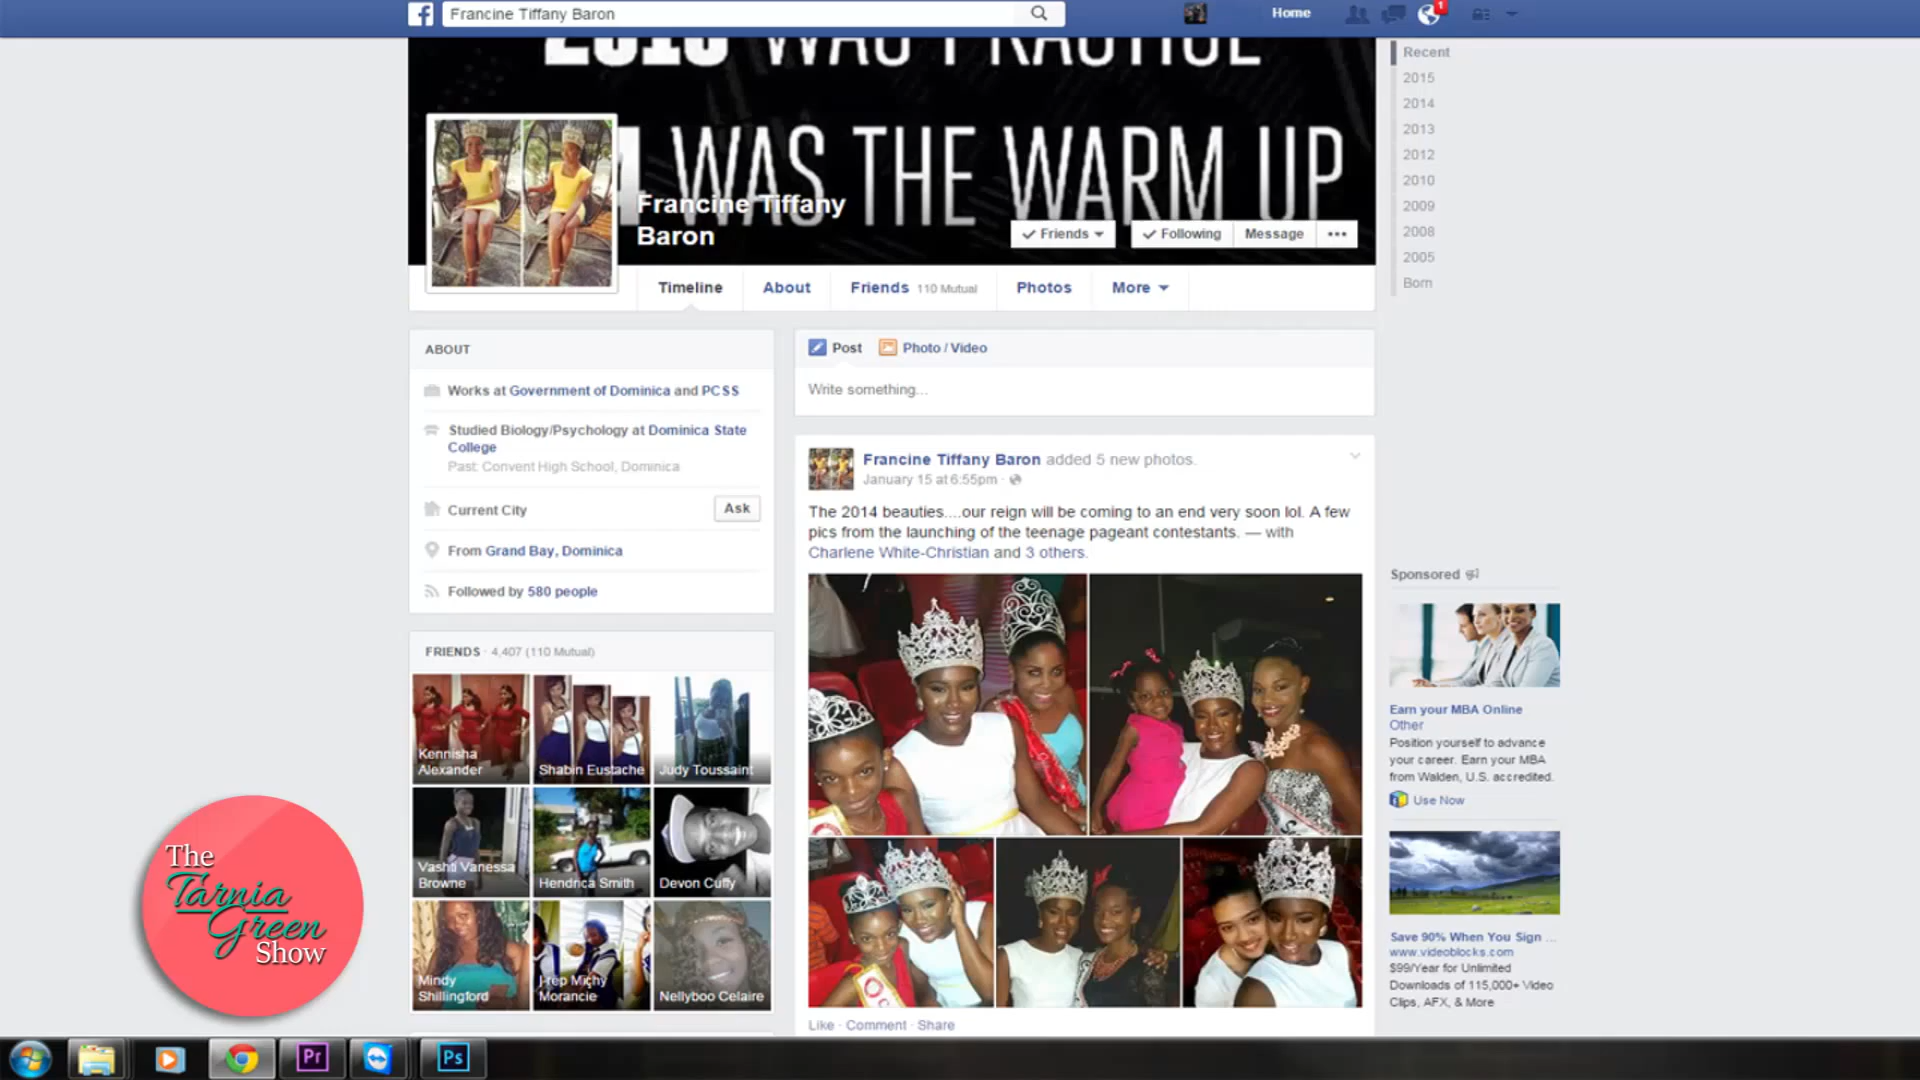 Francine Tiffany Baron
Home
1
2013 WAS PRACTICE
4 WAS THE WARM UP
Francine Tiffany
Baron
Friends
Following
Message
Timeline
About
Friends 110 Mutual
Photos
More
Recent
2015
2014
2013
2012
2010
2009
2008
2005
Born
ABOUT
Works at Government of Dominica and PCSS
Studied Biology/Psychology at Dominica State
College
Past: Convent High School, Dominica
Current City
Ask
From Grand Bay, Dominica
Followed by 580 people
FRIENDS · 4,407 (110 Mutual)
Kennisha
Alexander
Shabin Eustache
Judy Toussaint
Vashti Vanessa
Browne
Hendrica Smith
Devon Cuffy
Mindy
Shillingford
J-rep Michy
Morancie
Nellyboo Celaire
Post
Photo / Video
Write something...
Francine Tiffany Baron added 5 new photos.
January 15 at 6:55pm ·
The 2014 beauties....our reign will be coming to an end very soon lol. A few
pics from the launching of the teenage pageant contestants. — with
Charlene White-Christian and 3 others.
Like · Comment · Share
Sponsored
Earn your MBA Online
Other
Position yourself to advance
your career. Earn your MBA
from Walden, U.S. accredited.
Use Now
Save 90% When You Sign ...
www.videoblocks.com
$99/Year for Unlimited
Downloads of 115,000+ Video
Clips, AFX, & More
The
Tarnia
Green
Show
Pr
Ps